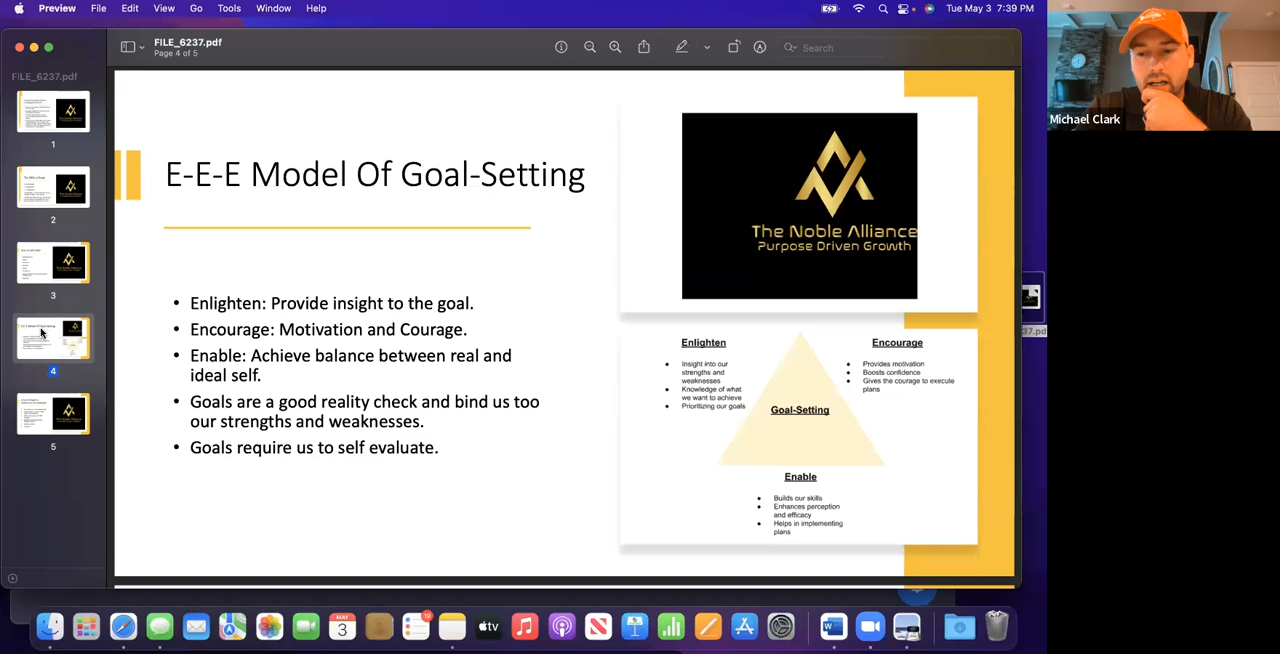 Preview File Edit View Go Tools Window Help
Tue May 3 7:39 PM
FILE_6237.pdf
Page 4 of 5
Search
FILE_6237.pdf
1
2
3
4
5
E-E-E Model Of Goal-Setting
• Enlighten: Provide insight to the goal.
• Encourage: Motivation and Courage.
• Enable: Achieve balance between real and
ideal self.
• Goals are a good reality check and bind us too
our strengths and weaknesses.
• Goals require us to self evaluate.
The Noble Alliance
Purpose Driven Growth
Enlighten
• Insight into our
strengths and
weaknesses
• Knowledge of what
we want to achieve
• Prioritizing our goals
Encourage
• Provides motivation
• Boosts confidence
• Gives the courage to execute
plans
Goal-Setting
Enable
• Builds our skills
• Enhances perception
and efficacy
• Helps in implementing
plans
Michael Clark
37.pdf
MAY
3
19
tv